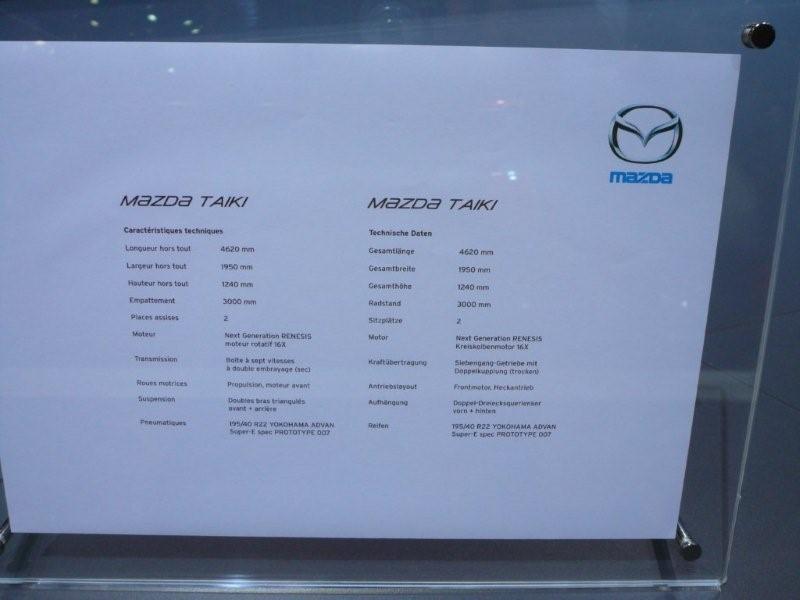 mazda
mazda TAIKI
Caractéristiques techniques
Longueur hors tout 4620 mm
Largeur hors tout 1950 mm
Hauteur hors tout 1240 mm
Empattement 3000 mm
Places assises 2
Moteur Next Generation RENESIS
moteur rotatif 16X
Transmission Boîte à sept vitesses
à double embrayage (sec)
Roues motrices Propulsion, moteur avant
Suspension Doubles bras triangulés
avant + arrière
Pneumatiques 195/40 R22 YOKOHAMA ADVAN
Super-E spec PROTOTYPE 007
mazda TAIKI
Technische Daten
Gesamtlänge 4620 mm
Gesamtbreite 1950 mm
Gesamthöhe 1240 mm
Radstand 3000 mm
Sitzplätze 2
Motor Next Generation RENESIS
Kreiskolbenmotor 16X
Kraftübertragung Siebengang-Getriebe mit
Doppelkupplung (trocken)
Antriebslayout Frontmotor, Heckantrieb
Aufhängung Doppel-Dreiecksquerlenker
vorn + hinten
Reifen 195/40 R22 YOKOHAMA ADVAN
Super-E spec PROTOTYPE 007